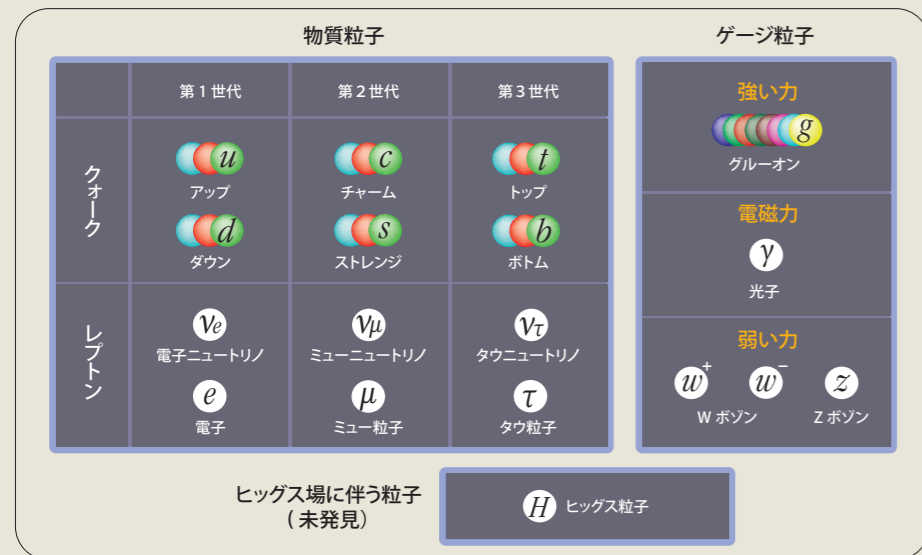 物質粒子
第1世代
第2世代
第3世代
クォーク
u
アップ
c
チャーム
t
トップ
d
ダウン
s
ストレンジ
b
ボトム
レプトン
νe
電子ニュートリノ
νμ
ミューニュートリノ
ντ
タウニュートリノ
e
電子
μ
ミュー粒子
τ
タウ粒子
ゲージ粒子
強い力
g
グルーオン
電磁力
γ
光子
弱い力
w+ w− z
W ボゾン Z ボゾン
ヒッグス場に伴う粒子
( 未発見)
H ヒッグス粒子